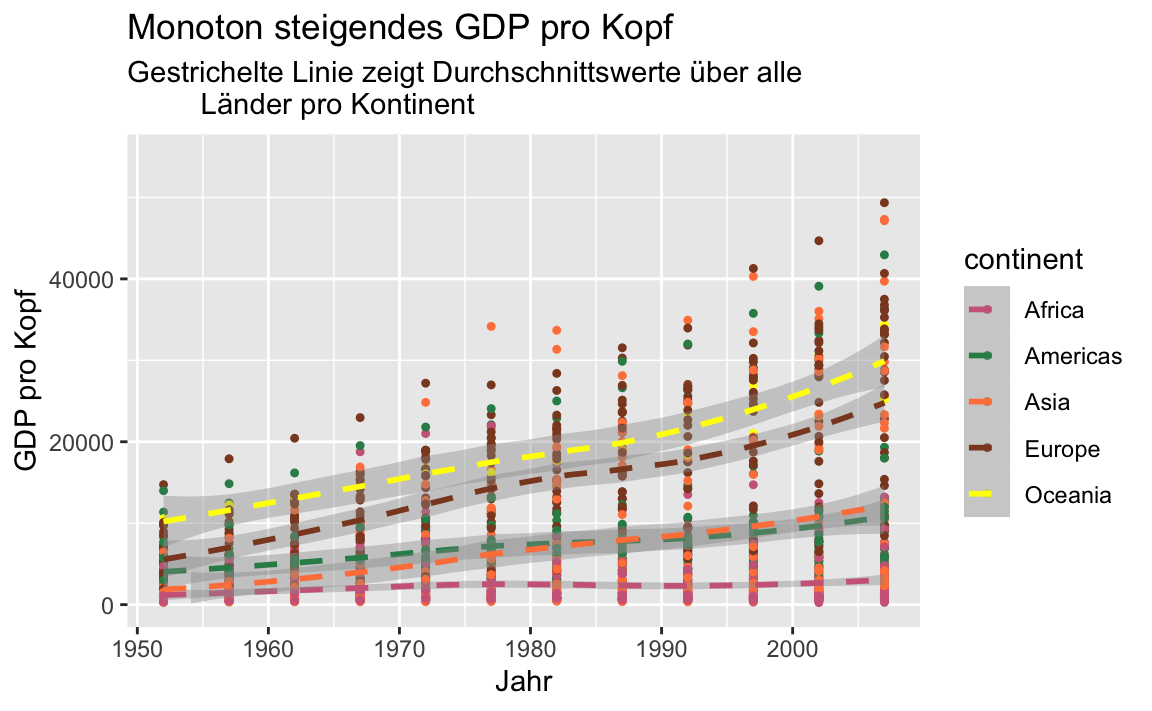 Monoton steigendes GDP pro Kopf
Gestrichelte Linie zeigt Durchschnittswerte über alle
Länder pro Kontinent
GDP pro Kopf
40000
20000
0
1950
1960
1970
1980
1990
2000
Jahr
continent
Africa
Americas
Asia
Europe
Oceania